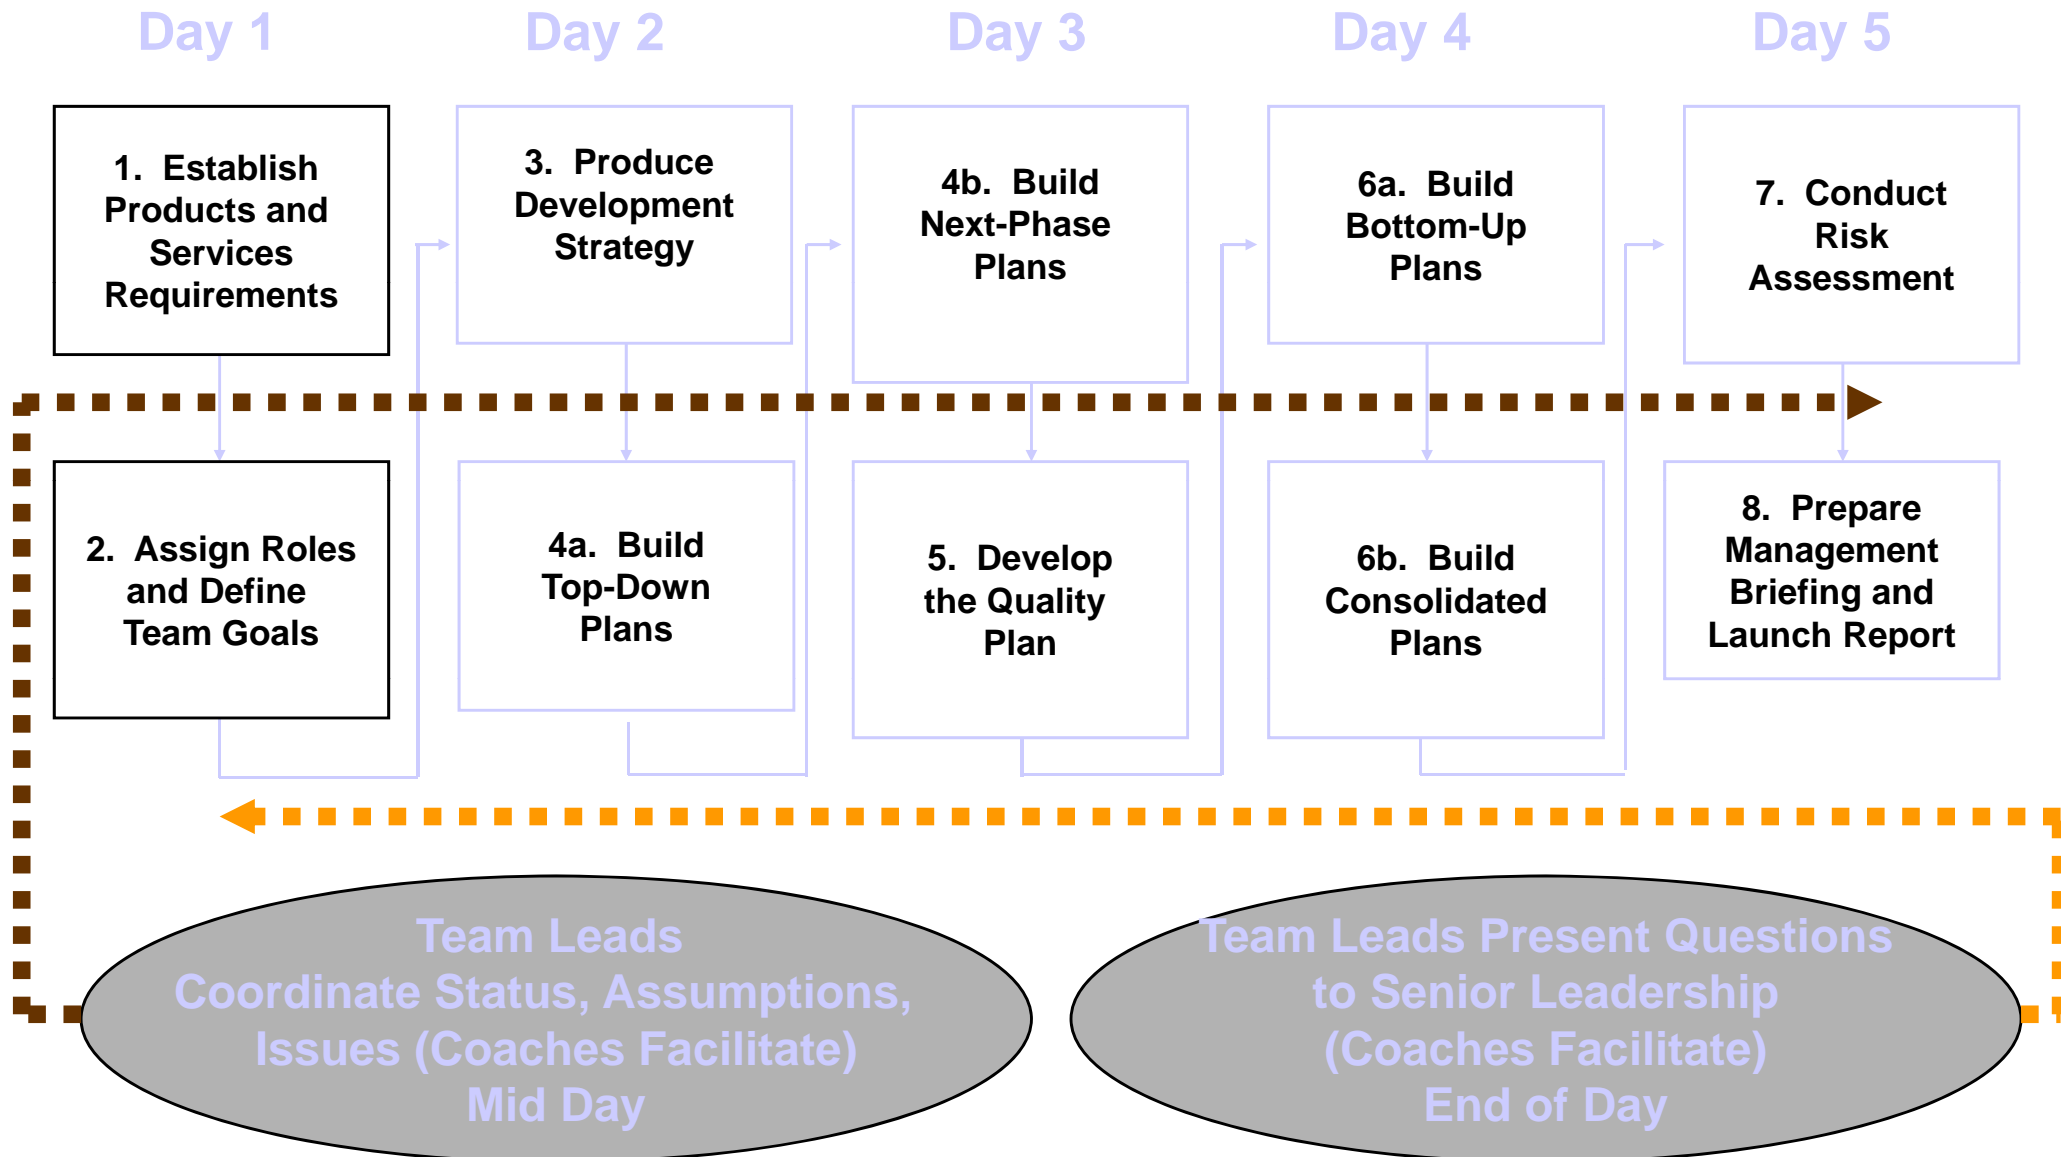 Day 1
Day 2
Day 3
Day 4
Day 5
1. Establish
Products and
Services
Requirements
3. Produce
Development
Strategy
4b. Build
Next-Phase
Plans
6a. Build
Bottom-Up
Plans
7. Conduct
Risk
Assessment
2. Assign Roles
and Define
Team Goals
4a. Build
Top-Down
Plans
5. Develop
the Quality
Plan
6b. Build
Consolidated
Plans
8. Prepare
Management
Briefing and
Launch Report
Team Leads
Coordinate Status, Assumptions,
Issues (Coaches Facilitate)
Mid Day
Team Leads Present Questions
to Senior Leadership
(Coaches Facilitate)
End of Day